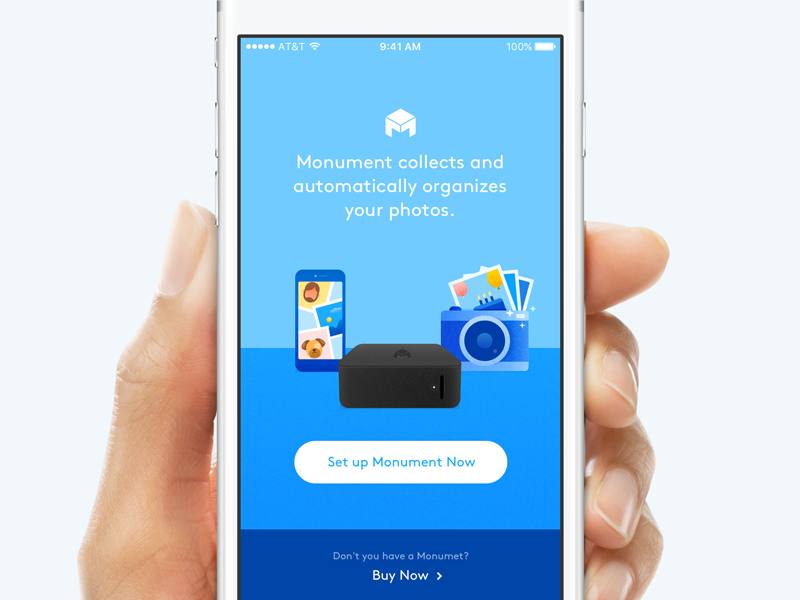 AT&T 9:41 AM 100%
Monument collects and
automatically organizes
your photos.
Set up Monument Now
Don't you have a Monumet?
Buy Now